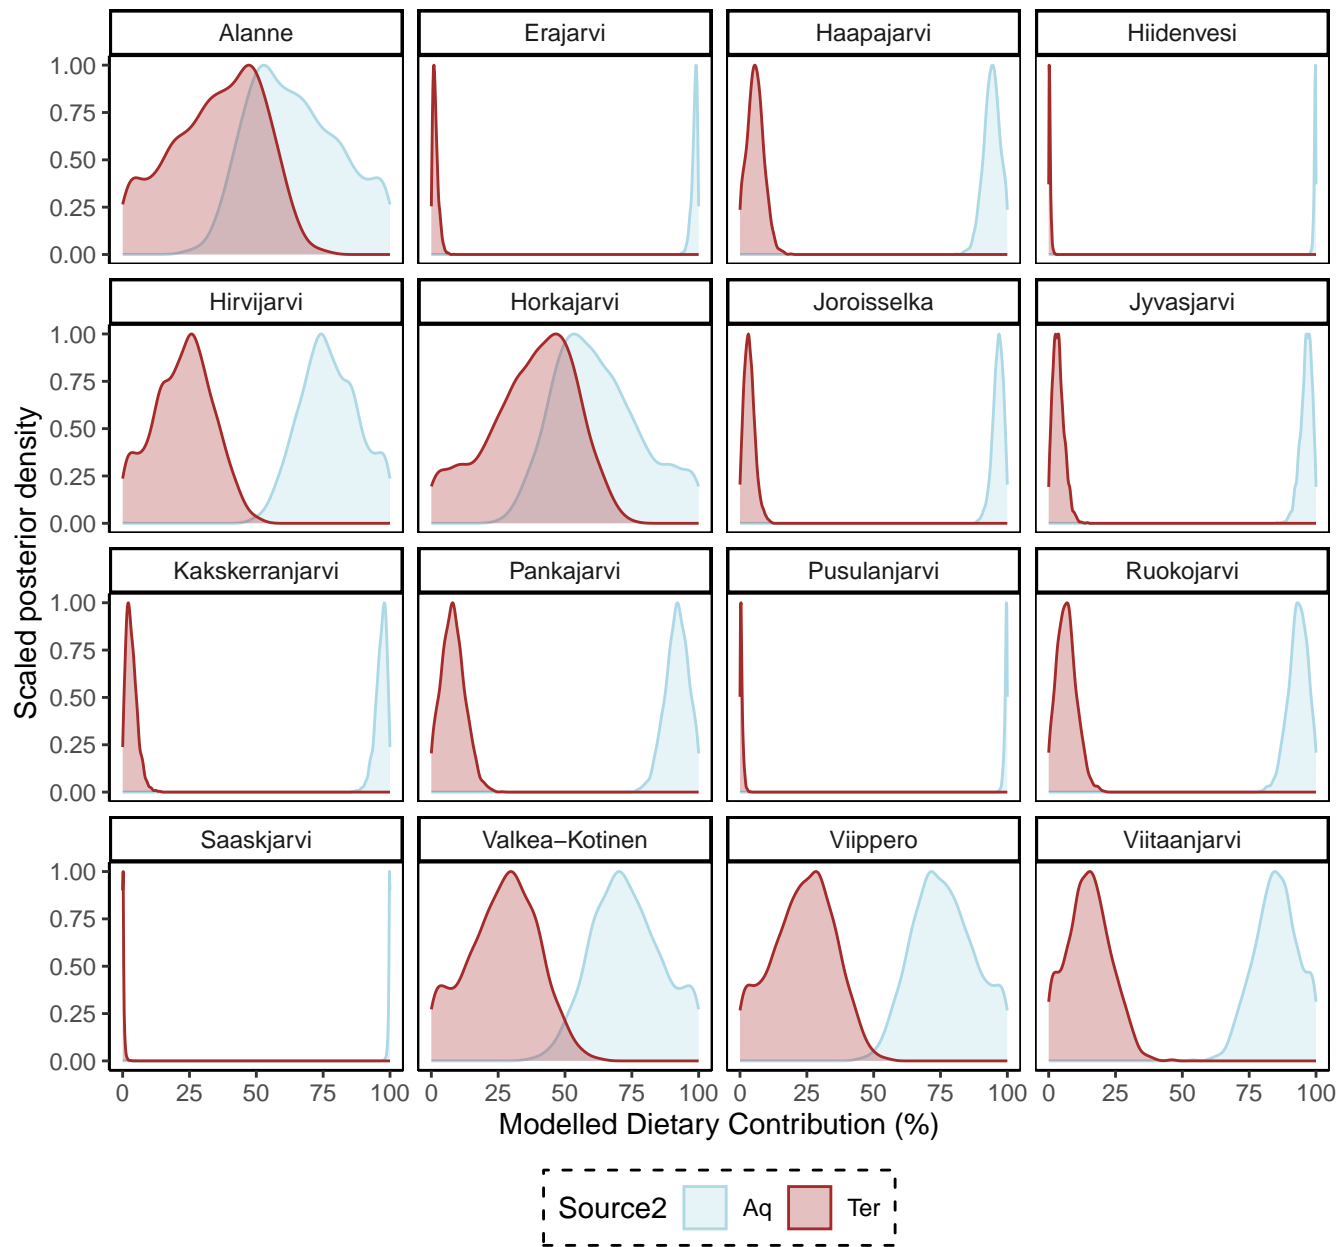 Alanne Erajarvi Haapajarvi Hiidenvesi
1.00
0.75
0.50
0.25
0.00
Hirvijarvi Horkajarvi Joroisselka Jyvasjarvi
1.00
0.75
0.50
0.25
0.00
Scaled posterior density
Kakskerranjarvi Pankajarvi Pusulanjarvi Ruokojarvi
1.00
0.75
0.50
0.25
0.00
Saaskjarvi Valkea−Kotinen Viippero Viitaanjarvi
1.00
0.75
0.50
0.25
0.00
0 25 50 75 100 0 25 50 75 100 0 25 50 75 100 0 25 50 75 100
Modelled Dietary Contribution (%)
Source2 Aq Ter